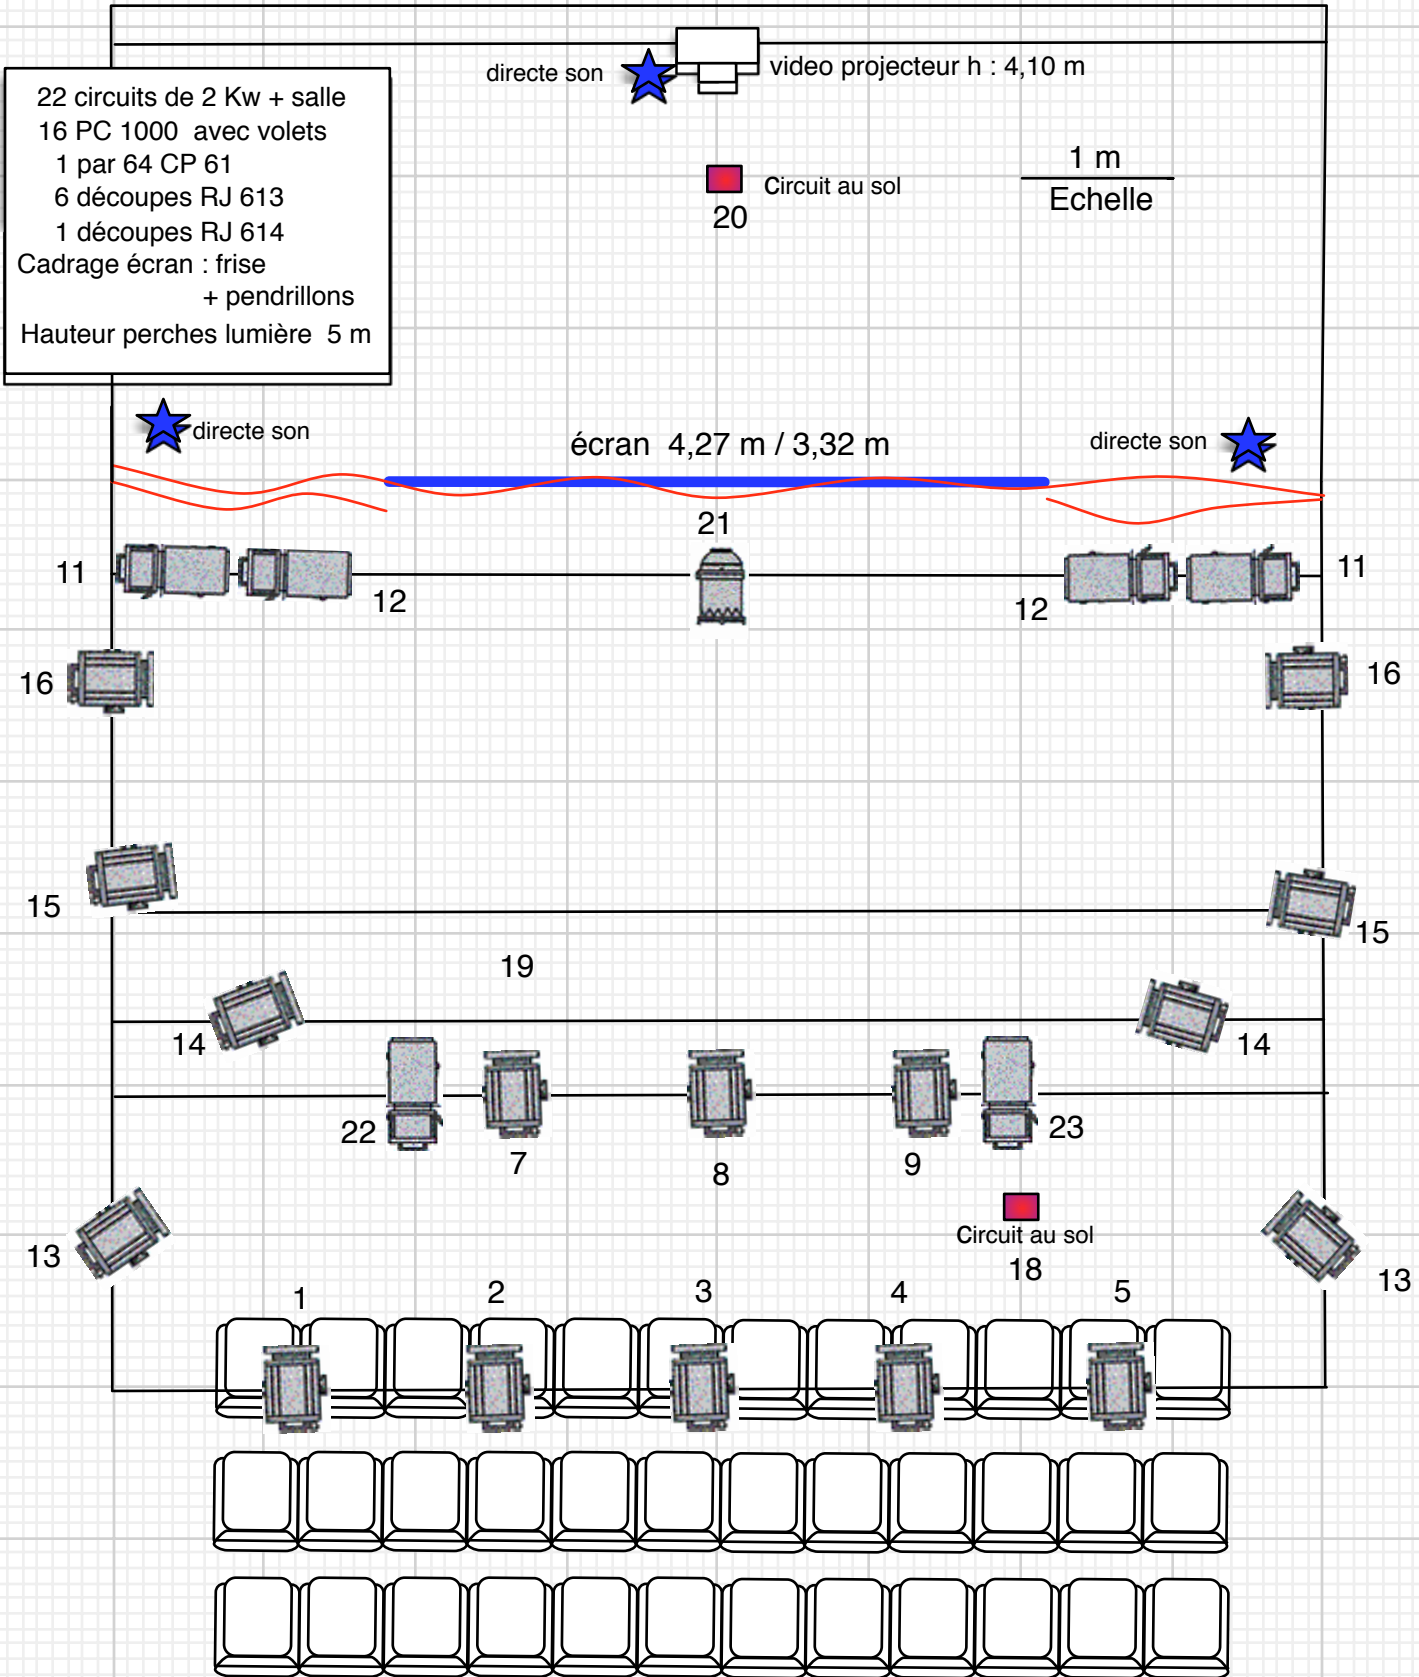 directe son
video projecteur h : 4,10 m
22 circuits de 2 Kw + salle
16 PC 1000 avec volets
1 par 64 CP 61
6 découpes RJ 613
1 découpes RJ 614
Cadrage écran : frise
+ pendrillons
Hauteur perches lumière 5 m
1 m
Echelle
Circuit au sol
20
directe son
écran 4,27 m / 3,32 m
directe son
21
11
12
12
11
16
16
15
15
19
14
14
22
7
8
9
23
Circuit au sol
18
13
13
1
2
3
4
5